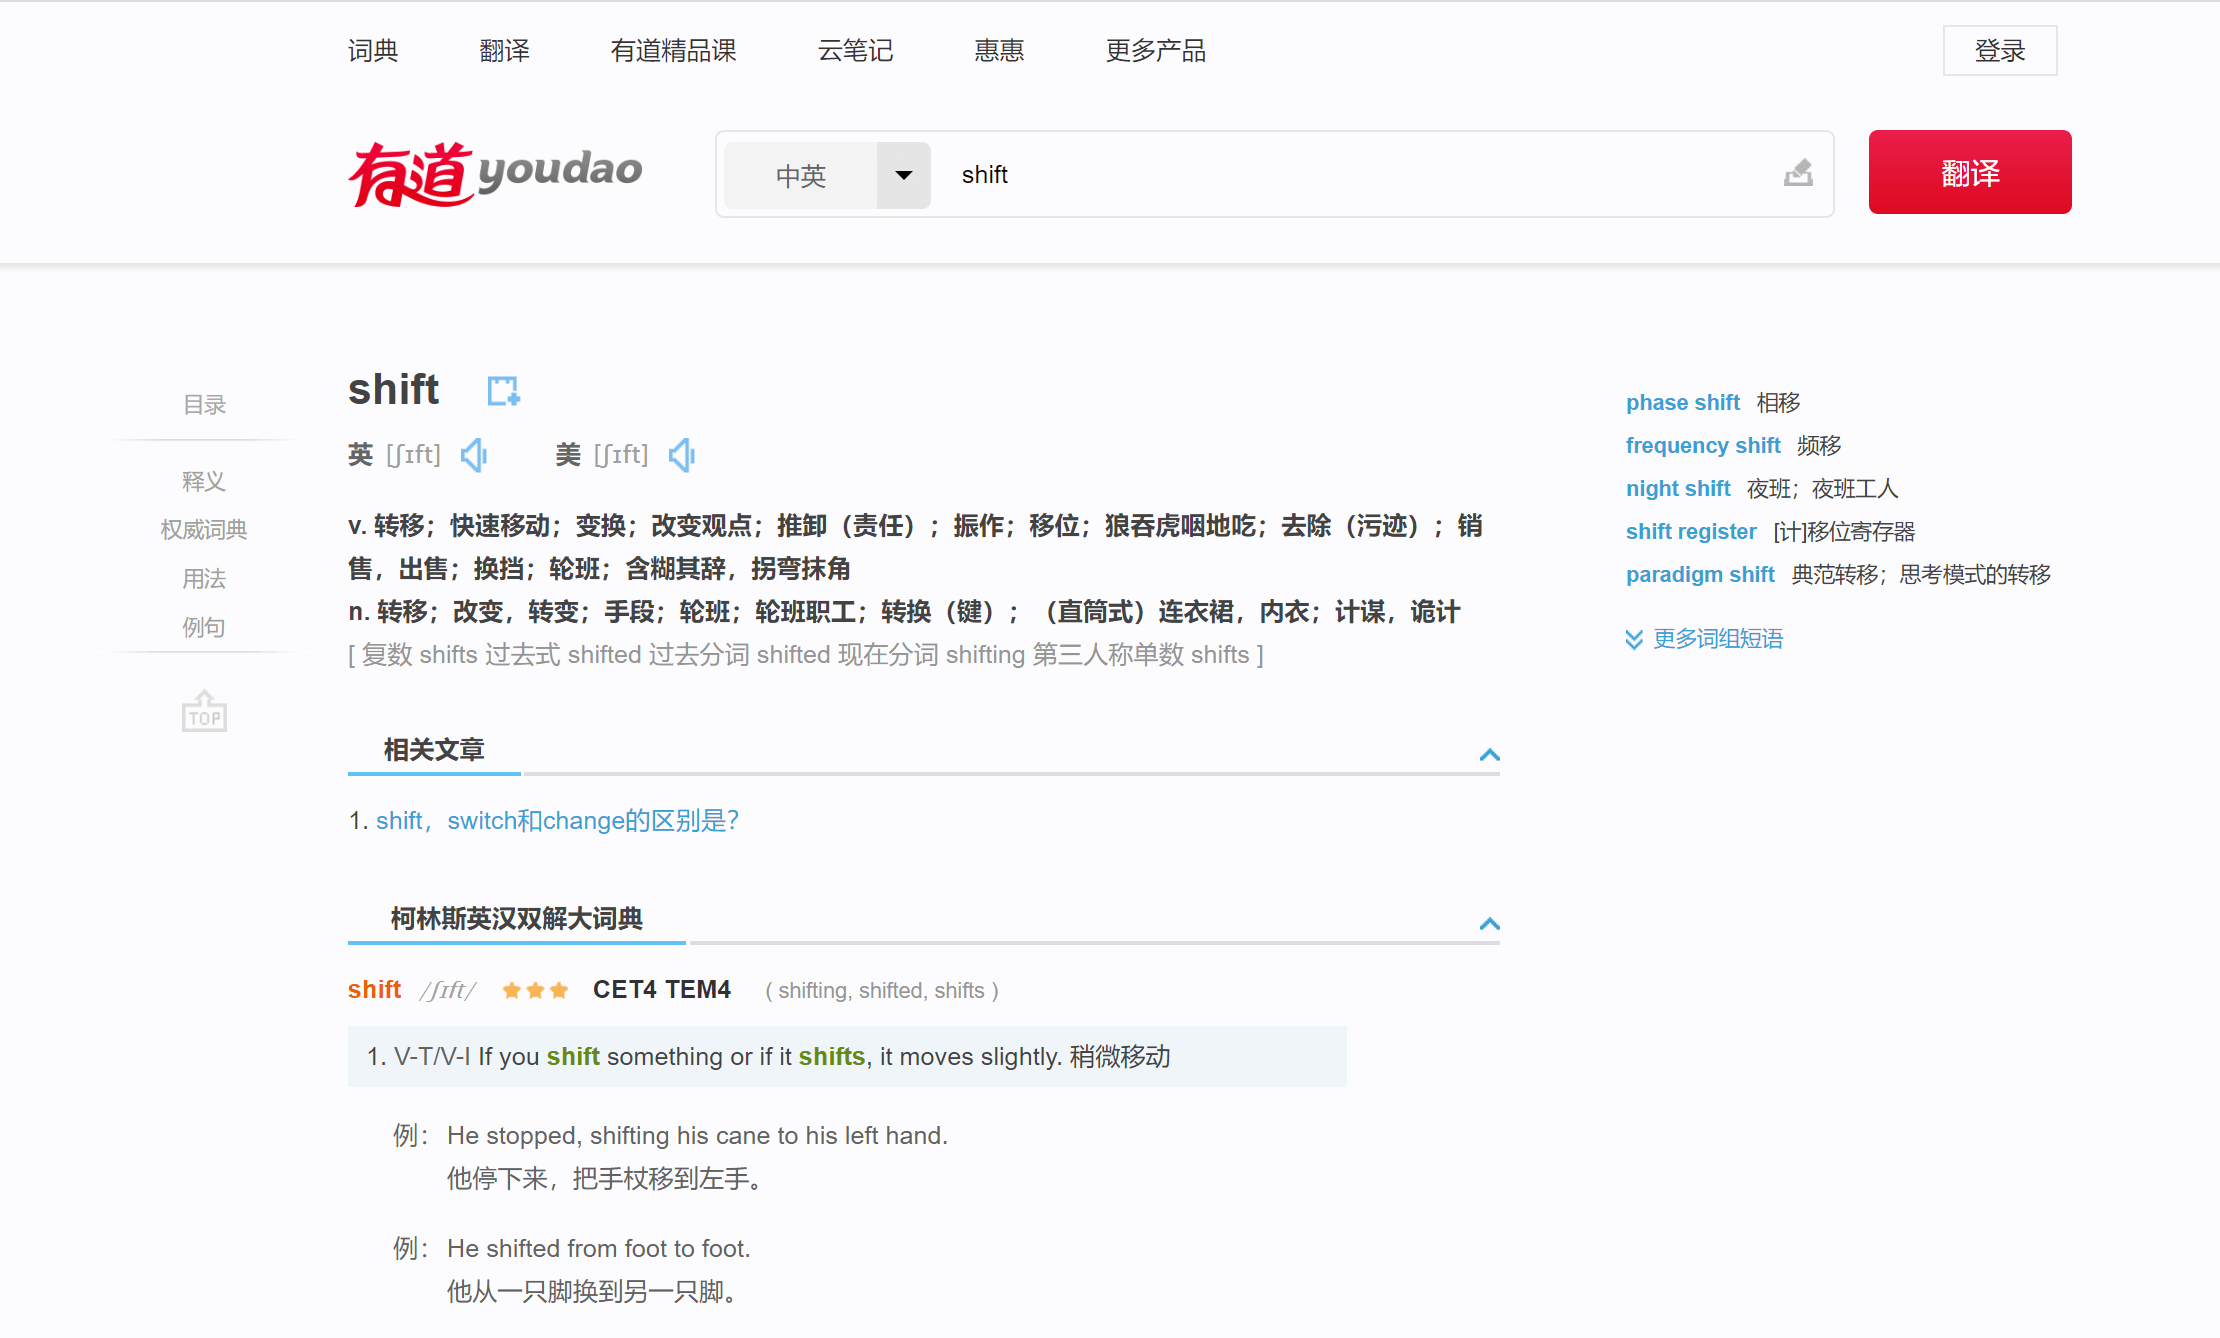 词典 翻译 有道精品课 云笔记 惠惠 更多产品 登录
有道 youdao 中英 shift 翻译
目录
释义
权威词典
用法
例句
TOP
shift
英 [ʃɪft] 美 [ʃɪft]
v. 转移；快速移动；变换；改变观点；推卸（责任）；振作；移位；狼吞虎咽地吃；去除（污迹）；销
售，出售；换挡；轮班；含糊其辞，拐弯抹角
n. 转移；改变，转变；手段；轮班；轮班职工；转换（键）；（直筒式）连衣裙，内衣；计谋，诡计
[ 复数 shifts 过去式 shifted 过去分词 shifted 现在分词 shifting 第三人称单数 shifts ]
相关文章
1. shift，switch和change的区别是？
柯林斯英汉双解大词典
shift /ʃɪft/ CET4 TEM4 ( shifting, shifted, shifts )
1. V-T/V-I If you shift something or if it shifts, it moves slightly. 稍微移动
例： He stopped, shifting his cane to his left hand.
他停下来，把手杖移到左手。
例： He shifted from foot to foot.
他从一只脚换到另一只脚。
phase shift 相移
frequency shift 频移
night shift 夜班；夜班工人
shift register [计]移位寄存器
paradigm shift 典范转移；思考模式的转移
更多词组短语